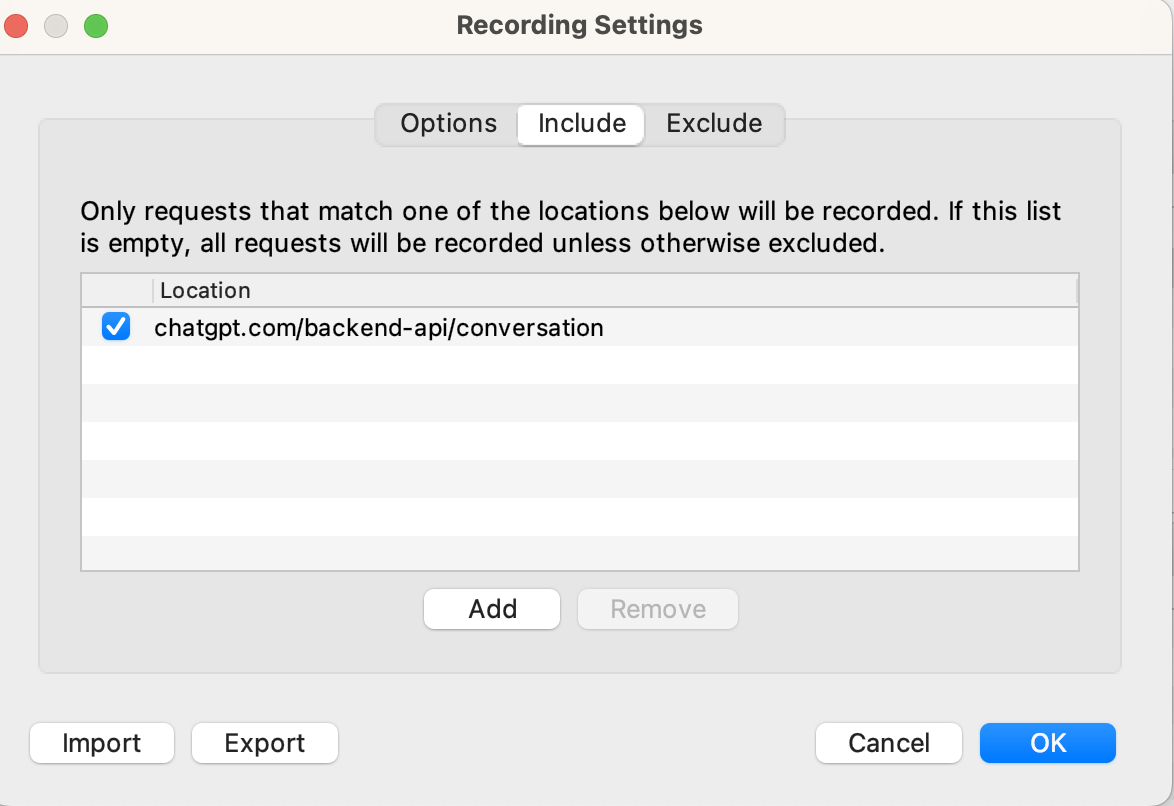 Recording Settings
Options
Include
Exclude
Only requests that match one of the locations below will be recorded. If this list
is empty, all requests will be recorded unless otherwise excluded.
Location
chatgpt.com/backend-api/conversation
Add
Remove
Import
Export
Cancel
OK